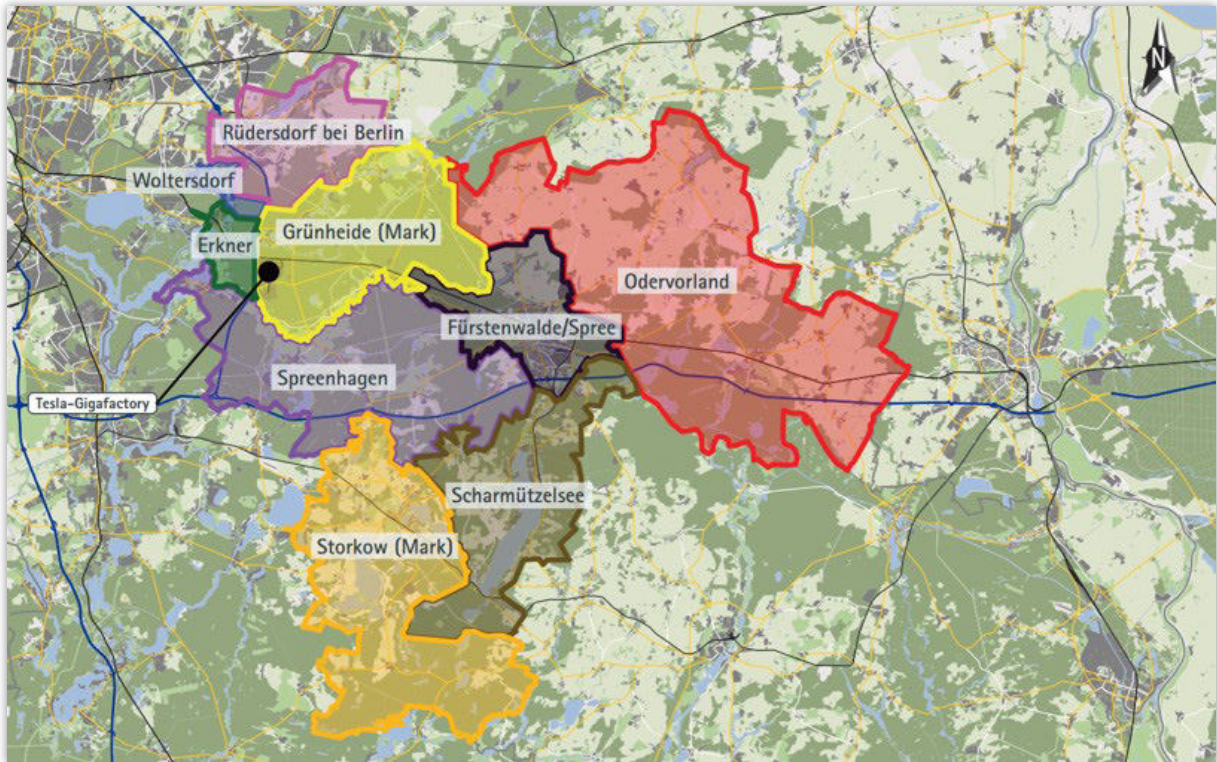 N
Rüdersdorf bei Berlin
Woltersdorf
Grünheide (Mark)
Erkner
Odervorland
Fürstenwalde/Spree
Spreenhagen
Tesla-Gigafactory
Scharmützelsee
Storkow (Mark)